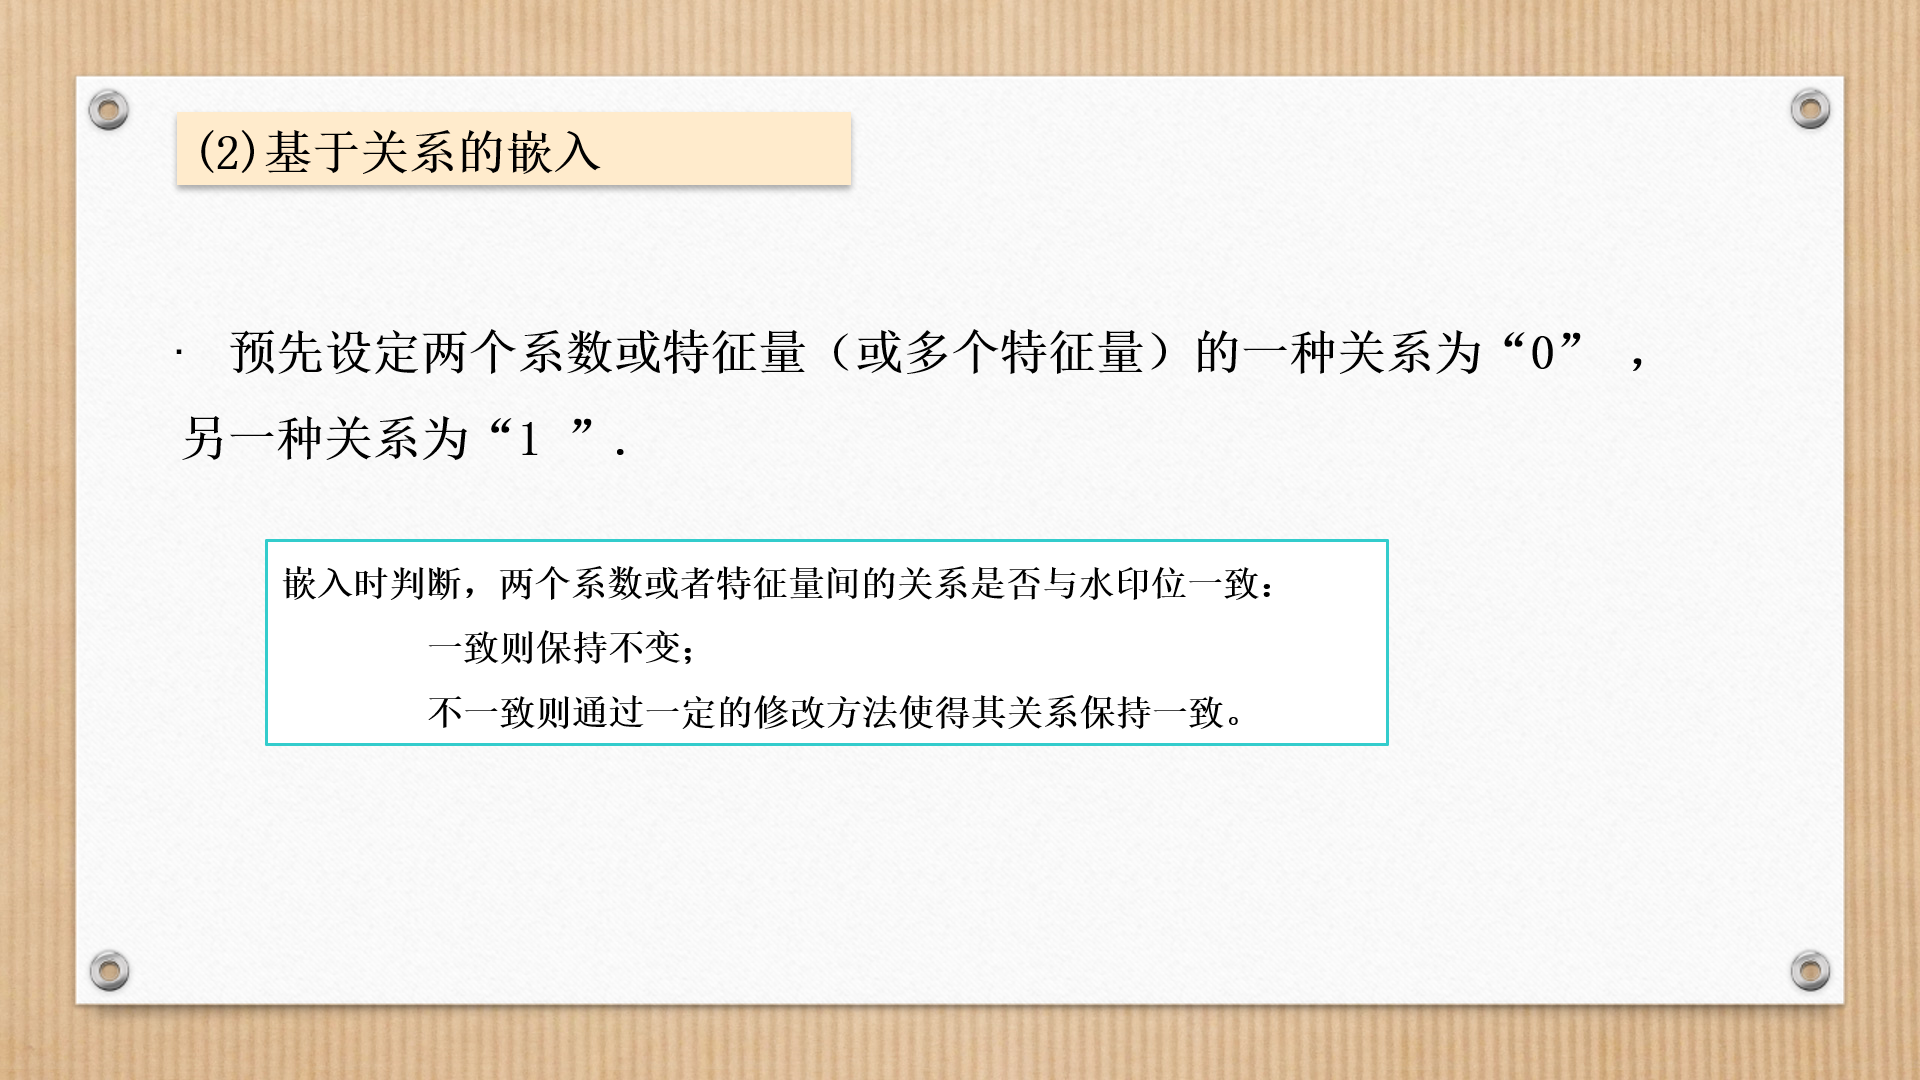 (2)基于关系的嵌入
· 预先设定两个系数或特征量（或多个特征量）的一种关系为“0” ，
另一种关系为“1 ”.
嵌入时判断，两个系数或者特征量间的关系是否与水印位一致：
一致则保持不变；
不一致则通过一定的修改方法使得其关系保持一致。